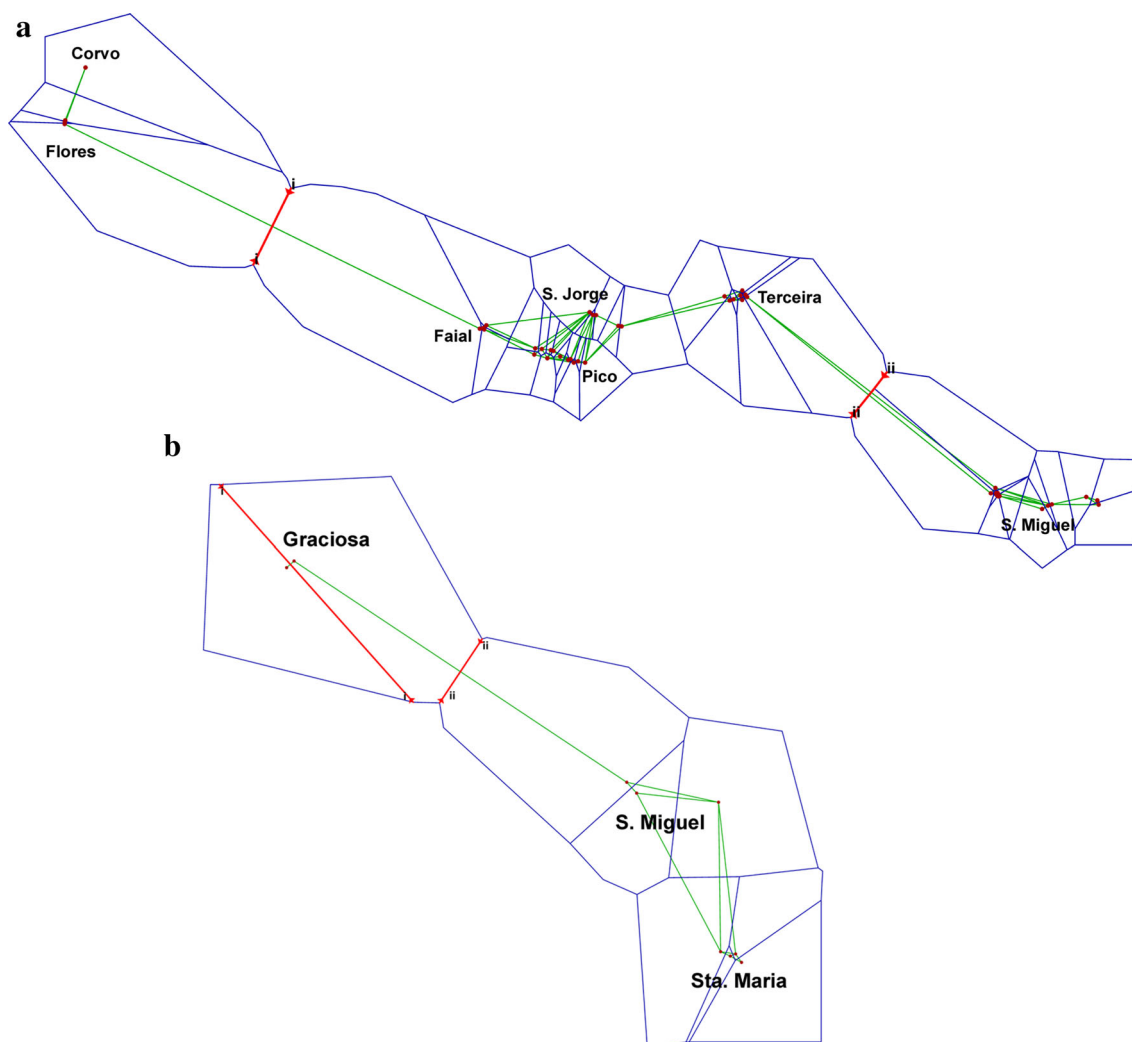 a
Corvo
Flores
i
i
S. Jorge
Faial
Pico
Terceira
ii
ii
S. Miguel
b
i
Graciosa
i
ii
ii
S. Miguel
Sta. Maria